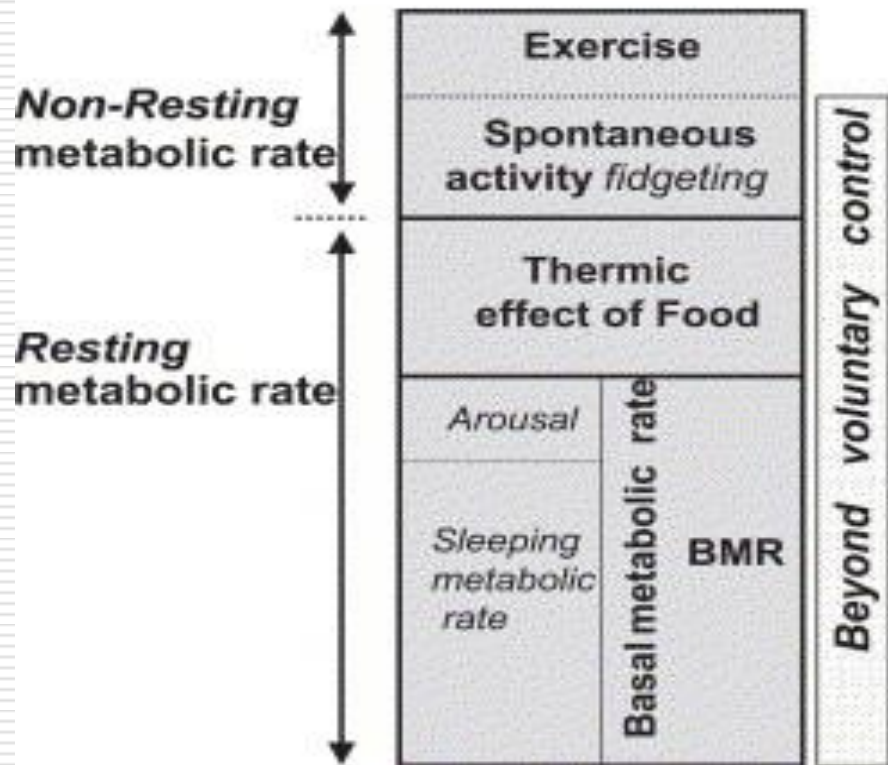 Non-Resting
metabolic rate
Resting
metabolic rate
Exercise
Spontaneous
activity fidgeting
Thermic
effect of Food
Arousal
Sleeping
metabolic
rate
Basal metabolic rate
BMR
Beyond voluntary control